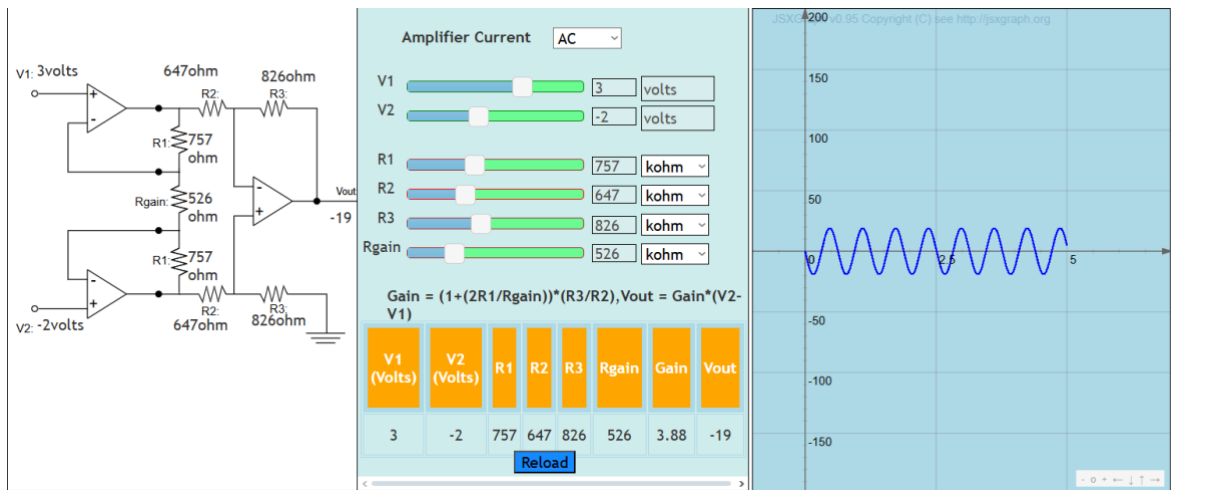 V1: 3volts
647ohm
826ohm
R2:
R3:
+
-
R1:
757
ohm
Rgain:
526
ohm
-
+
Vout
-19
R1:
757
ohm
-
+
R2:
R3:
V2: -2volts
647ohm
826ohm
Amplifier Current AC
V1 3 volts
V2 -2 volts
R1 757 kohm
R2 647 kohm
R3 826 kohm
Rgain 526 kohm
Gain = (1+(2R1/Rgain))*(R3/R2),Vout = Gain*(V2-
V1)
V1 (Volts) V2 (Volts) R1 R2 R3 Rgain Gain Vout
3 -2 757 647 826 526 3.88 -19
Reload
JSXGraph v0.95 Copyright (C) see http://jsxgraph.org
200
150
100
50
0 2.5 5
-50
-100
-150
- o + ← ↓ ↑ →